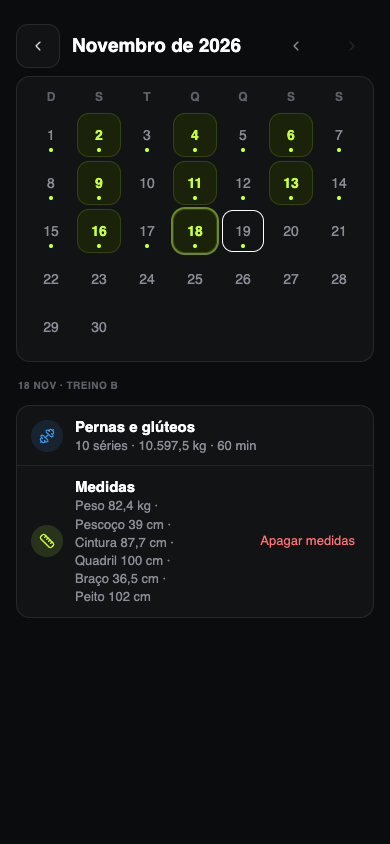 Novembro de 2026
D S T Q Q S S
1 2 3 4 5 6 7
8 9 10 11 12 13 14
15 16 17 18 19 20 21
22 23 24 25 26 27 28
29 30
18 NOV · TREINO B
Pernas e glúteos
10 séries · 10.597,5 kg · 60 min
Medidas
Peso 82,4 kg ·
Pescoço 39 cm ·
Cintura 87,7 cm ·
Quadril 100 cm ·
Braço 36,5 cm ·
Peito 102 cm
Apagar medidas